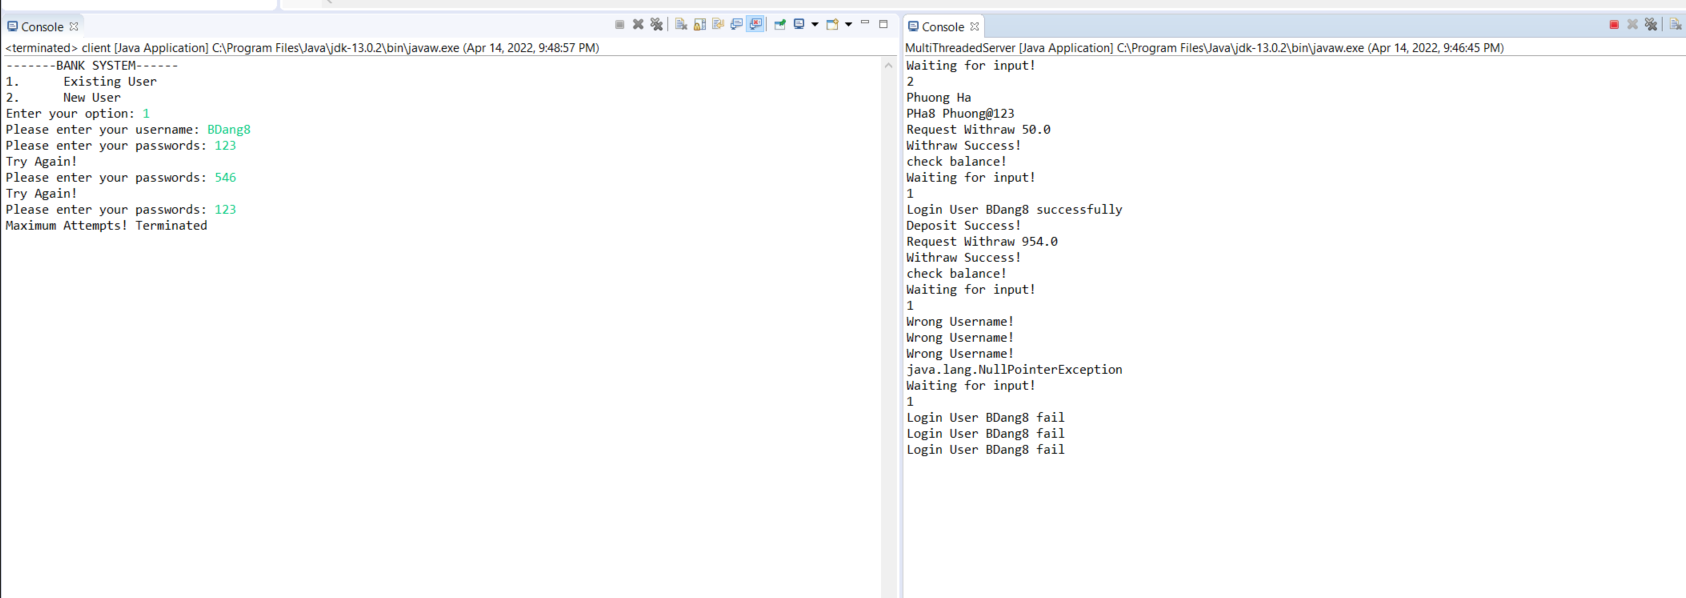 Console
<terminated> client [Java Application] C:\Program Files\Java\jdk-13.0.2\bin\javaw.exe (Apr 14, 2022, 9:48:57 PM)
-------BANK SYSTEM------
1.      Existing User
2.      New User
Enter your option: 1
Please enter your username: BDang8
Please enter your passwords: 123
Try Again!
Please enter your passwords: 546
Try Again!
Please enter your passwords: 123
Maximum Attempts! Terminated
Console
MultiThreadedServer [Java Application] C:\Program Files\Java\jdk-13.0.2\bin\javaw.exe (Apr 14, 2022, 9:46:45 PM)
Waiting for input!
2
Phuong Ha
PHa8 Phuong@123
Request Withraw 50.0
Withraw Success!
check balance!
Waiting for input!
1
Login User BDang8 successfully
Deposit Success!
Request Withraw 954.0
Withraw Success!
check balance!
Waiting for input!
1
Wrong Username!
Wrong Username!
Wrong Username!
java.lang.NullPointerException
Waiting for input!
1
Login User BDang8 fail
Login User BDang8 fail
Login User BDang8 fail